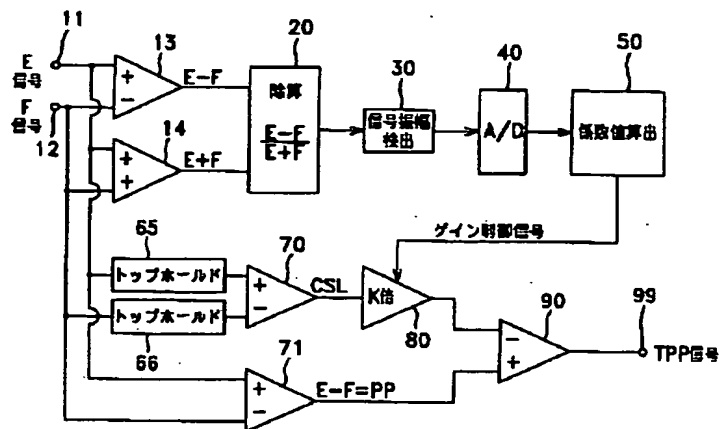 11
E
信号
F
信号
12
13
+
−
E−F
14
+
+
E+F
20
除算
E−F
E+F
30
信号振幅
検出
40
A/D
50
係数値算出
ゲイン制御信号
65
トップホールド
トップホールド
66
70
+
−
CSL
K倍
80
71
+
−
E−F=PP
90
−
+
99
TPP信号